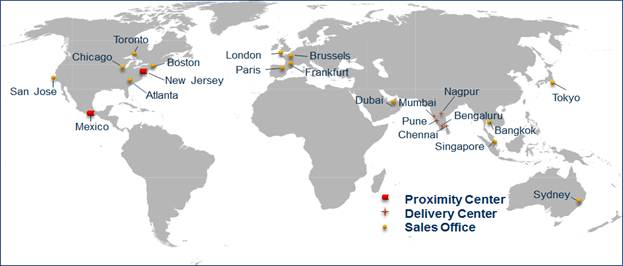 Toronto
Chicago
Boston
New Jersey
San Jose
Atlanta
Mexico
London
Brussels
Paris
Frankfurt
Dubai
Mumbai
Nagpur
Pune
Bengaluru
Chennai
Bangkok
Singapore
Tokyo
Sydney
Proximity Center
Delivery Center
Sales Office